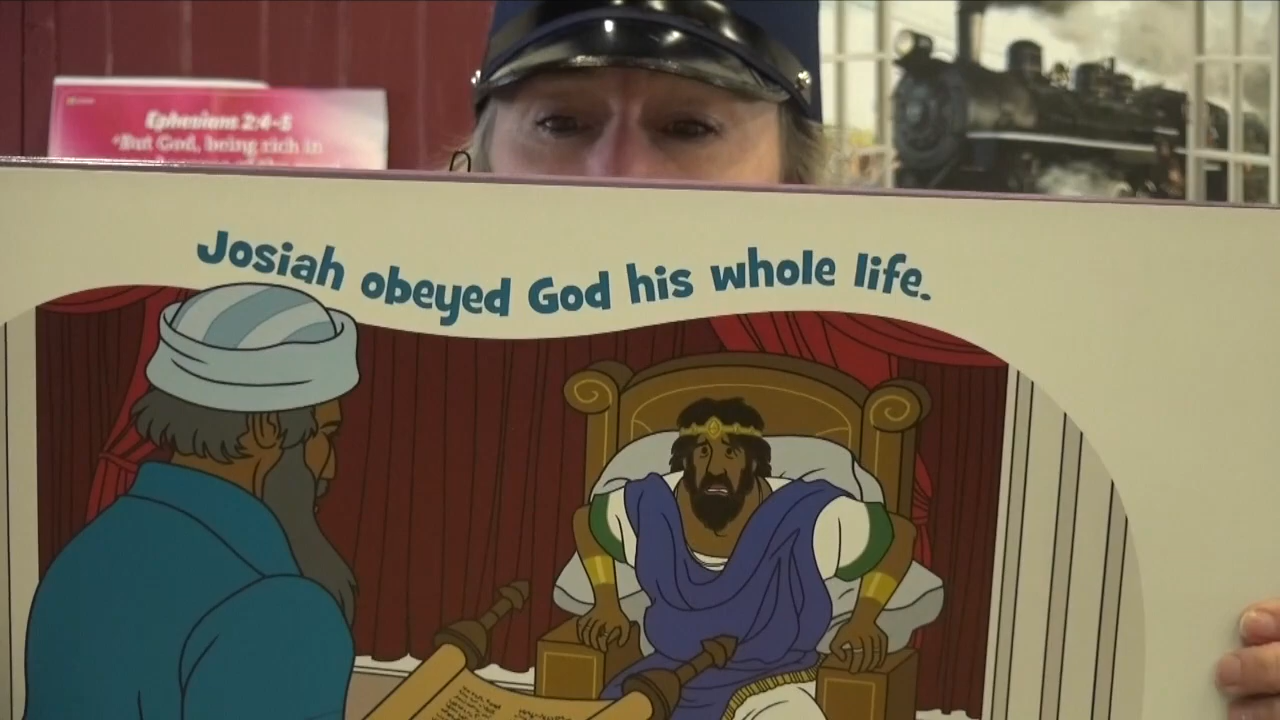 Ephesians 2:4-5
"But God, being rich in
Josiah obeyed God his whole life.